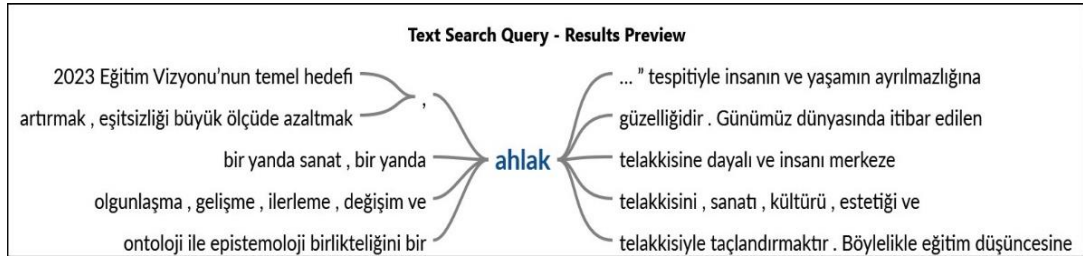 Text Search Query - Results Preview
2023 Eğitim Vizyonu'nun temel hedefi
artırmak , eşitsizliği büyük ölçüde azaltmak
,
bir yanda sanat , bir yanda
olgunlaşma , gelişme , ilerleme , değişim ve
ontoloji ile epistemoloji birlikteliğini bir
ahlak
... ” tespitiyle insanın ve yaşamın ayrılmazlığına
güzelliğidir . Günümüz dünyasında itibar edilen
telakkisine dayalı ve insanı merkeze
telakkisini , sanatı , kültürü , estetiği ve
telakkisiyle taçlandırmaktır . Böylelikle eğitim düşüncesine